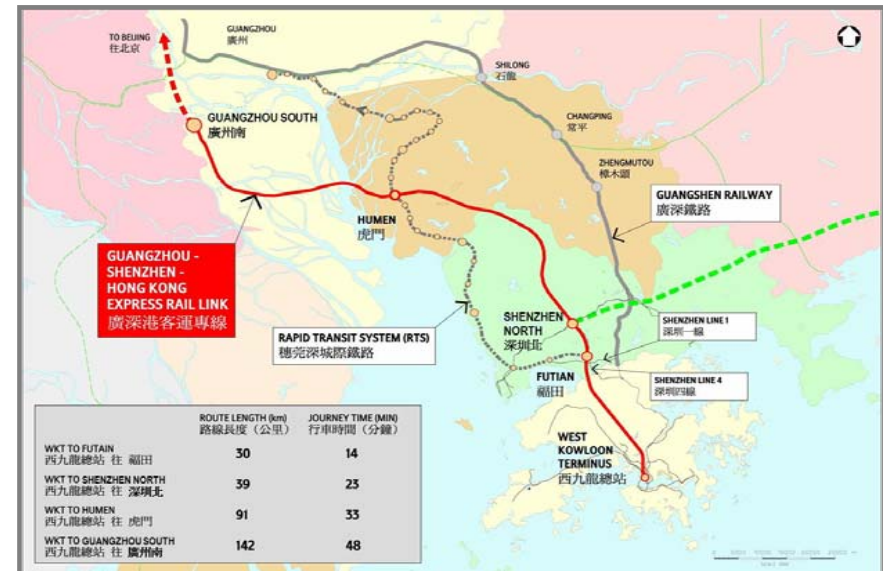 TO BEIJING
往北京
GUANGZHOU
廣州
SHILONG
石龍
GUANGZHOU SOUTH
廣州南
CHANGPING
常平
ZHENGMUTOU
樟木頭
GUANGSHEN RAILWAY
廣深鐵路
HUMEN
虎門
GUANGZHOU -
SHENZHEN -
HONG KONG
EXPRESS RAIL LINK
廣深港客運專線
RAPID TRANSIT SYSTEM (RTS)
穗莞深城際鐵路
SHENZHEN
NORTH
深圳北
SHENZHEN LINE 1
深圳一線
FUTIAN
福田
SHENZHEN LINE 4
深圳四線
WEST
KOWLOON
TERMINUS
西九龍總站
ROUTE LENGTH (km) JOURNEY TIME (MIN)
路線長度（公里） 行車時間（分鐘）
WKT TO FUTAIN
西九龍總站 往 福田 30 14
WKT TO SHENZHEN NORTH
西九龍總站 往 深圳北 39 23
WKT TO HUMEN
西九龍總站 往 虎門 91 33
WKT TO GUANGZHOU SOUTH
西九龍總站 往 廣州南 142 48